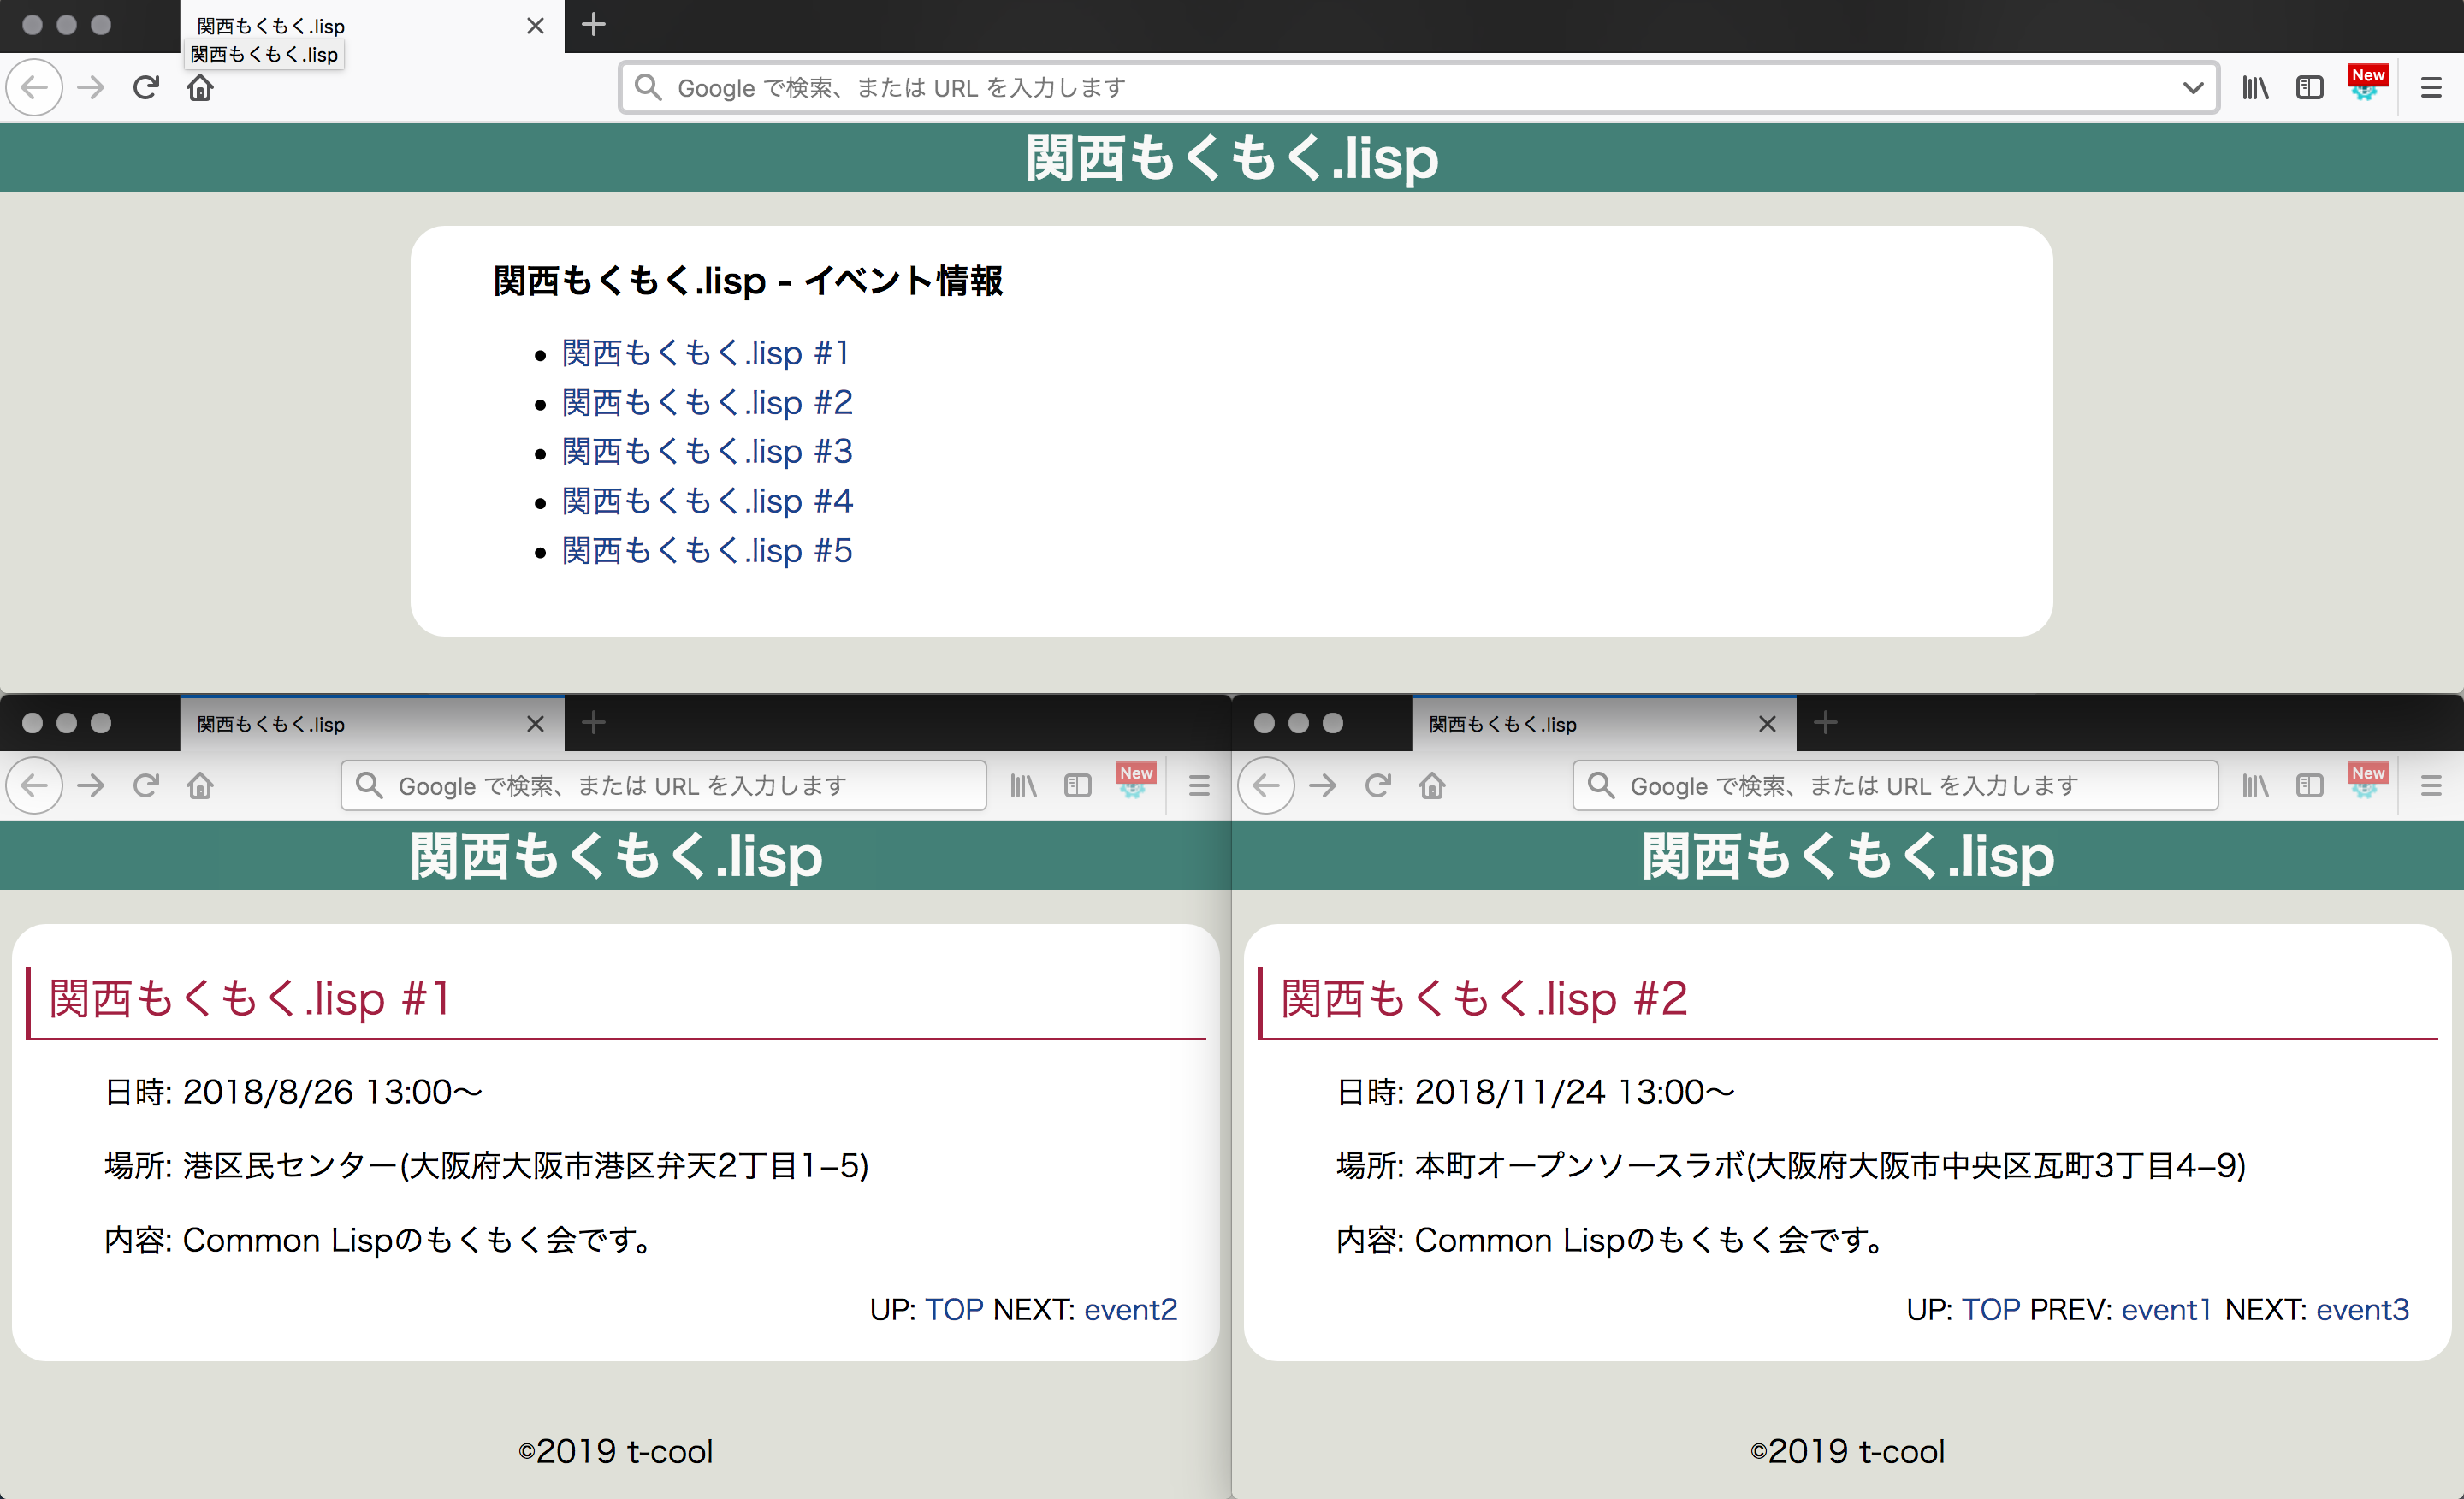 関西もくもく.lisp
関西もくもく.lisp
Google で検索、または URL を入力します
New
関西もくもく.lisp
関西もくもく.lisp - イベント情報
• 関西もくもく.lisp #1
• 関西もくもく.lisp #2
• 関西もくもく.lisp #3
• 関西もくもく.lisp #4
• 関西もくもく.lisp #5
関西もくもく.lisp
Google で検索、または URL を入力します
New
関西もくもく.lisp
関西もくもく.lisp #1
日時: 2018/8/26 13:00〜
場所: 港区民センター(大阪府大阪市港区弁天2丁目1−5)
内容: Common Lispのもくもく会です。
UP: TOP NEXT: event2
©2019 t-cool
関西もくもく.lisp
Google で検索、または URL を入力します
New
関西もくもく.lisp
関西もくもく.lisp #2
日時: 2018/11/24 13:00〜
場所: 本町オープンソースラボ(大阪府大阪市中央区瓦町3丁目4−9)
内容: Common Lispのもくもく会です。
UP: TOP PREV: event1 NEXT: event3
©2019 t-cool